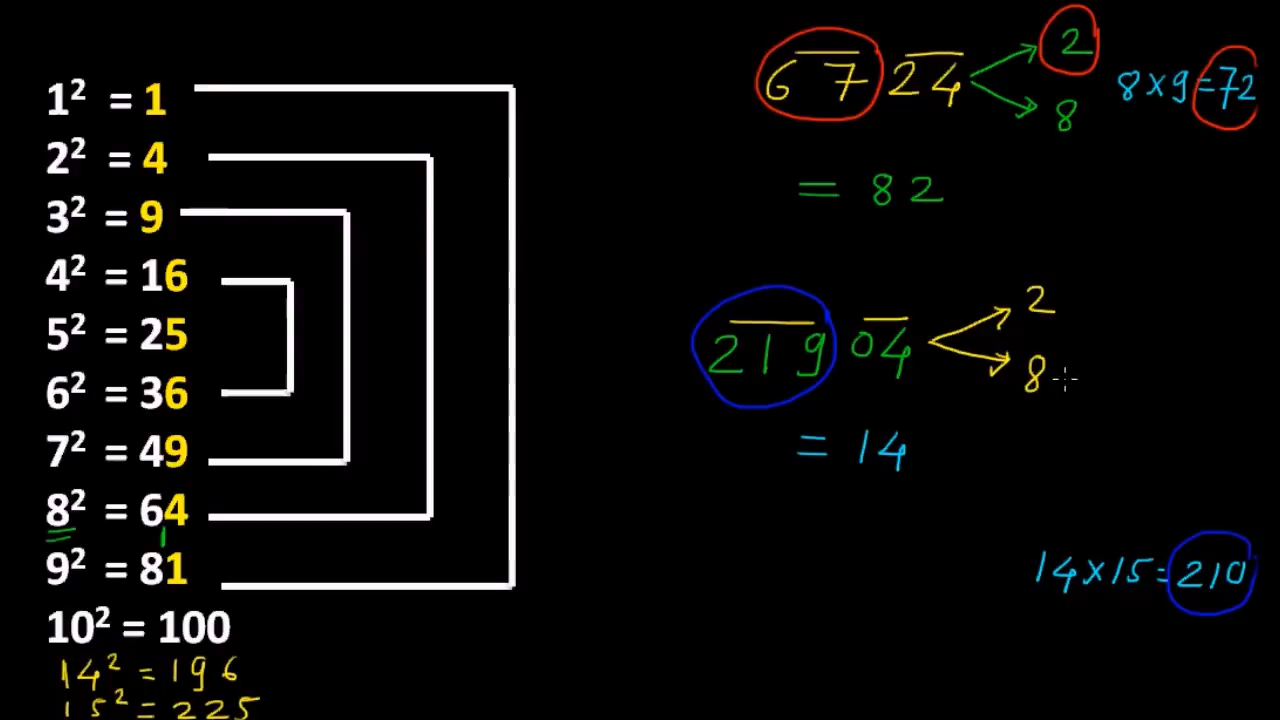 1² = 1
2² = 4
3² = 9
4² = 16
5² = 25
6² = 36
7² = 49
8² = 64
9² = 81
10² = 100
14² = 196
15² = 225
67 24
2
8
8×9=72
= 82
219 04
2
8
= 14
14×15=210